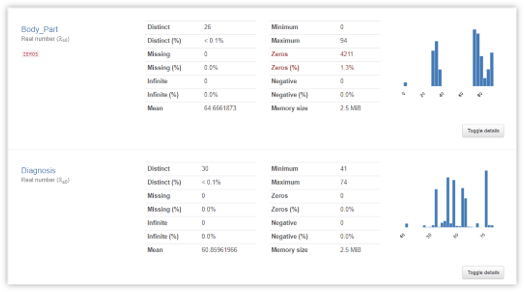 Body_Part
Real number (ℝ≥0)
ZEROS
Distinct 26
Distinct (%) < 0.1%
Missing 0
Missing (%) 0.0%
Infinite 0
Infinite (%) 0.0%
Mean 64.6661873
Minimum 0
Maximum 94
Zeros 4211
Zeros (%) 1.3%
Negative 0
Negative (%) 0.0%
Memory size 2.5 MiB
0 20 40 60 80
Toggle details
Diagnosis
Real number (ℝ≥0)
Distinct 30
Distinct (%) < 0.1%
Missing 0
Missing (%) 0.0%
Infinite 0
Infinite (%) 0.0%
Mean 60.85961966
Minimum 41
Maximum 74
Zeros 0
Zeros (%) 0.0%
Negative 0
Negative (%) 0.0%
Memory size 2.5 MiB
40 50 60 70
Toggle details